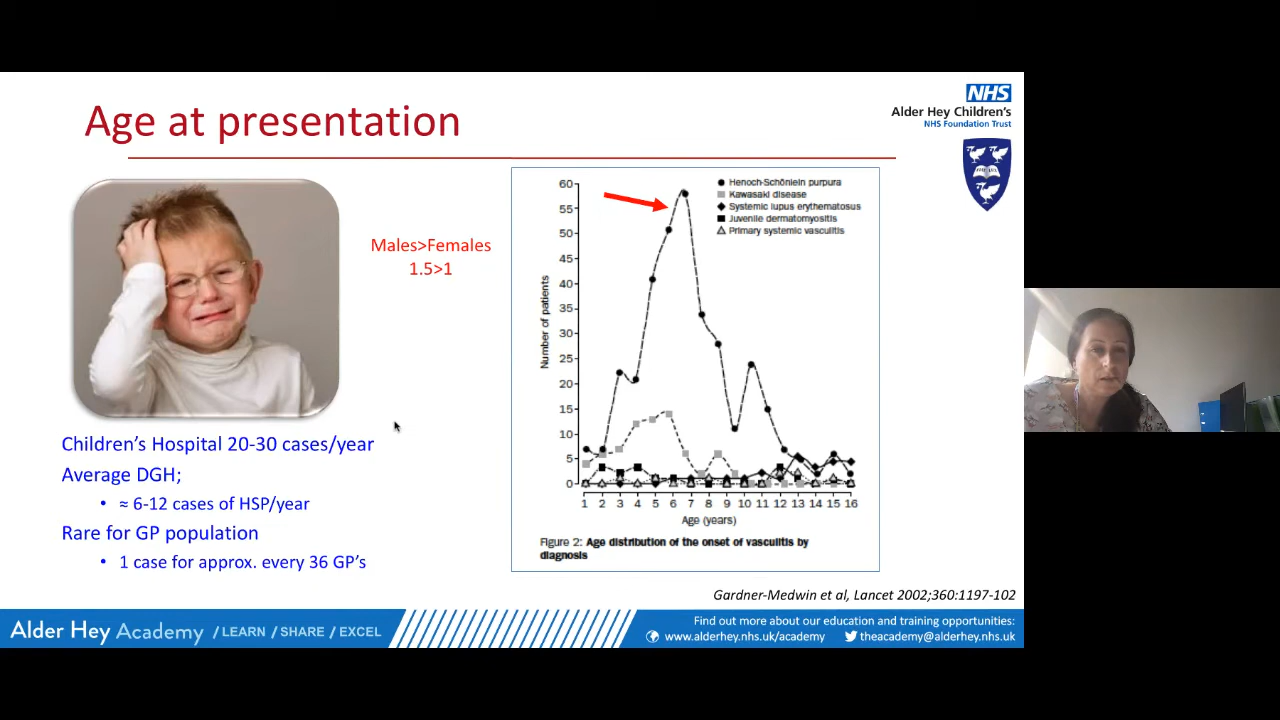 Age at presentation
NHS
Alder Hey Children's
NHS Foundation Trust
Males>Females
1.5>1
Children's Hospital 20-30 cases/year
Average DGH;
• ≈ 6-12 cases of HSP/year
Rare for GP population
• 1 case for approx. every 36 GP's
Henoch-Schönlein purpura
Kawasaki disease
Systemic lupus erythematosus
Juvenile dermatomyositis
Primary systemic vasculitis
Number of patients
60
55
50
45
40
35
30
25
20
15
10
5
0
1 2 3 4 5 6 7 8 9 10 11 12 13 14 15 16
Age (years)
Figure 2: Age distribution of the onset of vasculitis by
diagnosis
Gardner-Medwin et al, Lancet 2002;360:1197-102
Alder Hey Academy / LEARN / SHARE / EXCEL
Find out more about our education and training opportunities:
www.alderhey.nhs.uk/academy theacademy@alderhey.nhs.uk